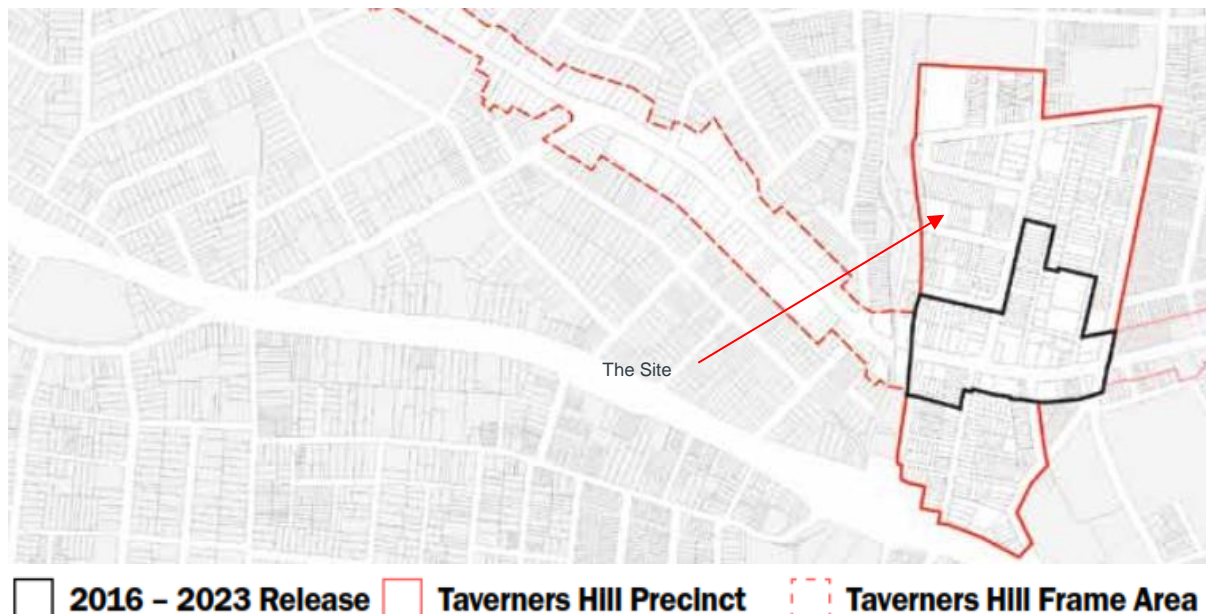 The Site
2016 – 2023 Release
Taverners Hill Precinct
Taverners Hill Frame Area